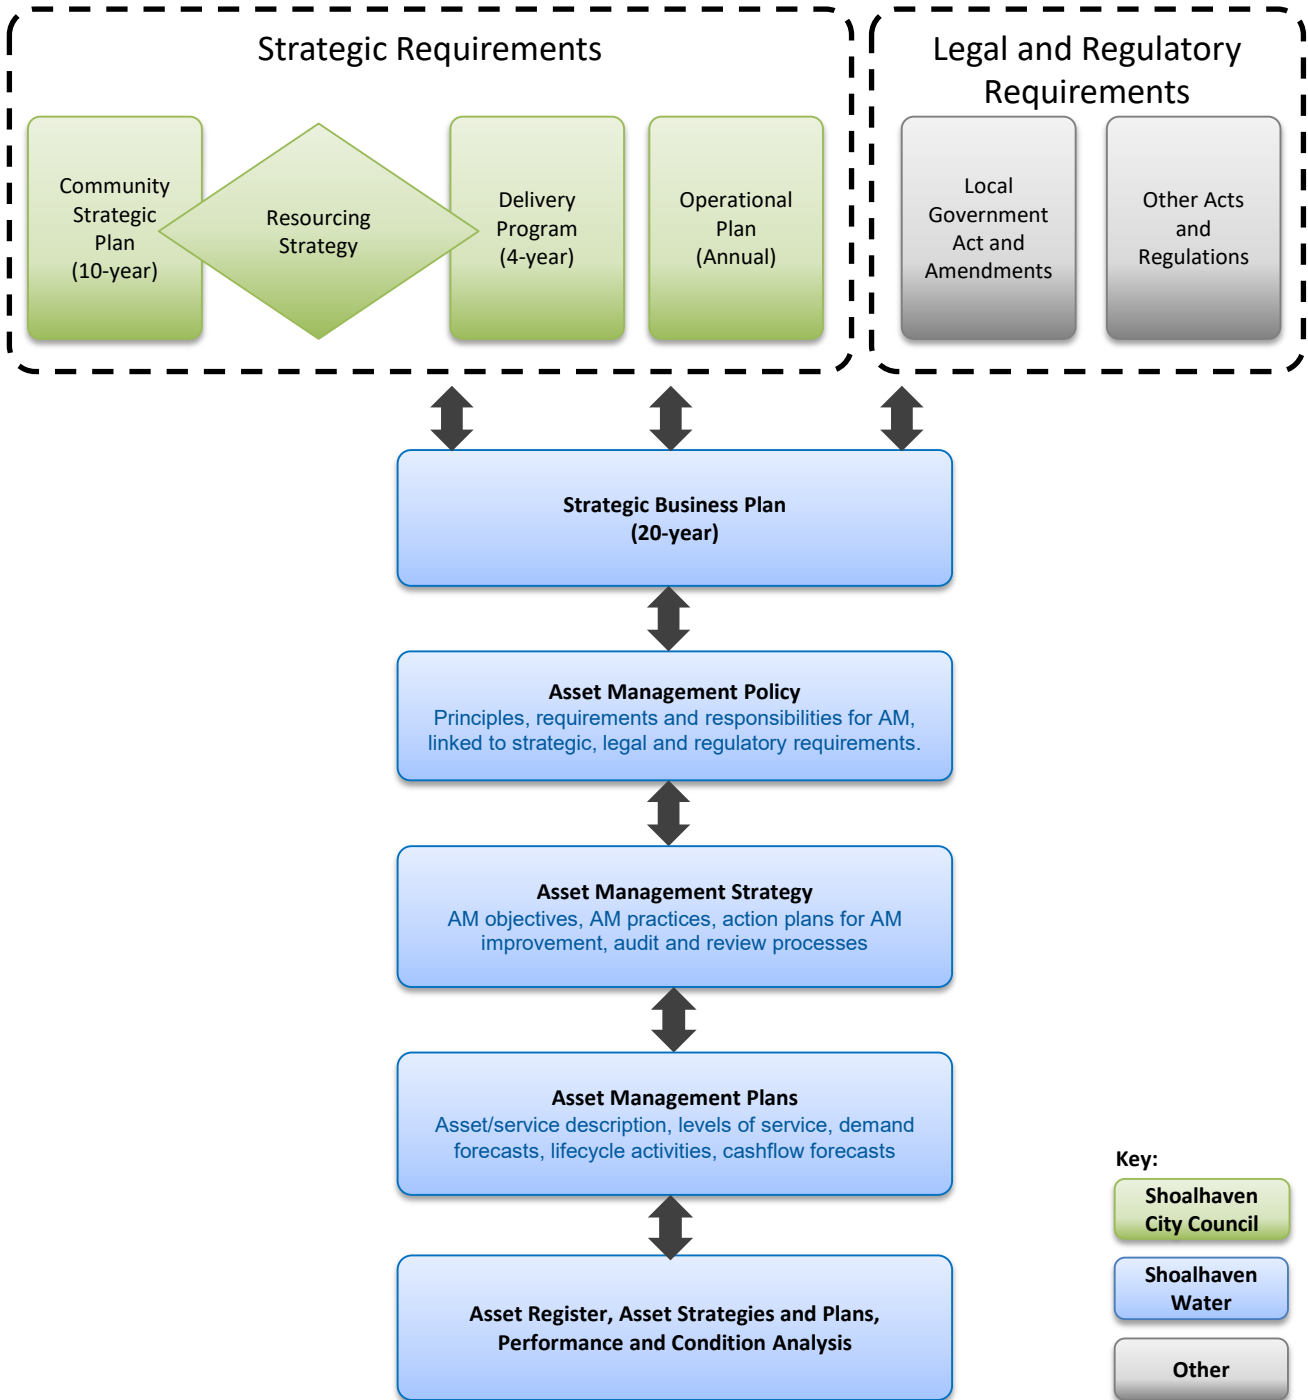 Strategic Requirements
Legal and Regulatory
Requirements
Community
Strategic
Plan
(10-year)
Resourcing
Strategy
Delivery
Program
(4-year)
Operational
Plan
(Annual)
Local
Government
Act and
Amendments
Other Acts
and
Regulations
Strategic Business Plan
(20-year)
Asset Management Policy
Principles, requirements and responsibilities for AM,
linked to strategic, legal and regulatory requirements.
Asset Management Strategy
AM objectives, AM practices, action plans for AM
improvement, audit and review processes
Asset Management Plans
Asset/service description, levels of service, demand
forecasts, lifecycle activities, cashflow forecasts
Asset Register, Asset Strategies and Plans,
Performance and Condition Analysis
Key:
Shoalhaven
City Council
Shoalhaven
Water
Other